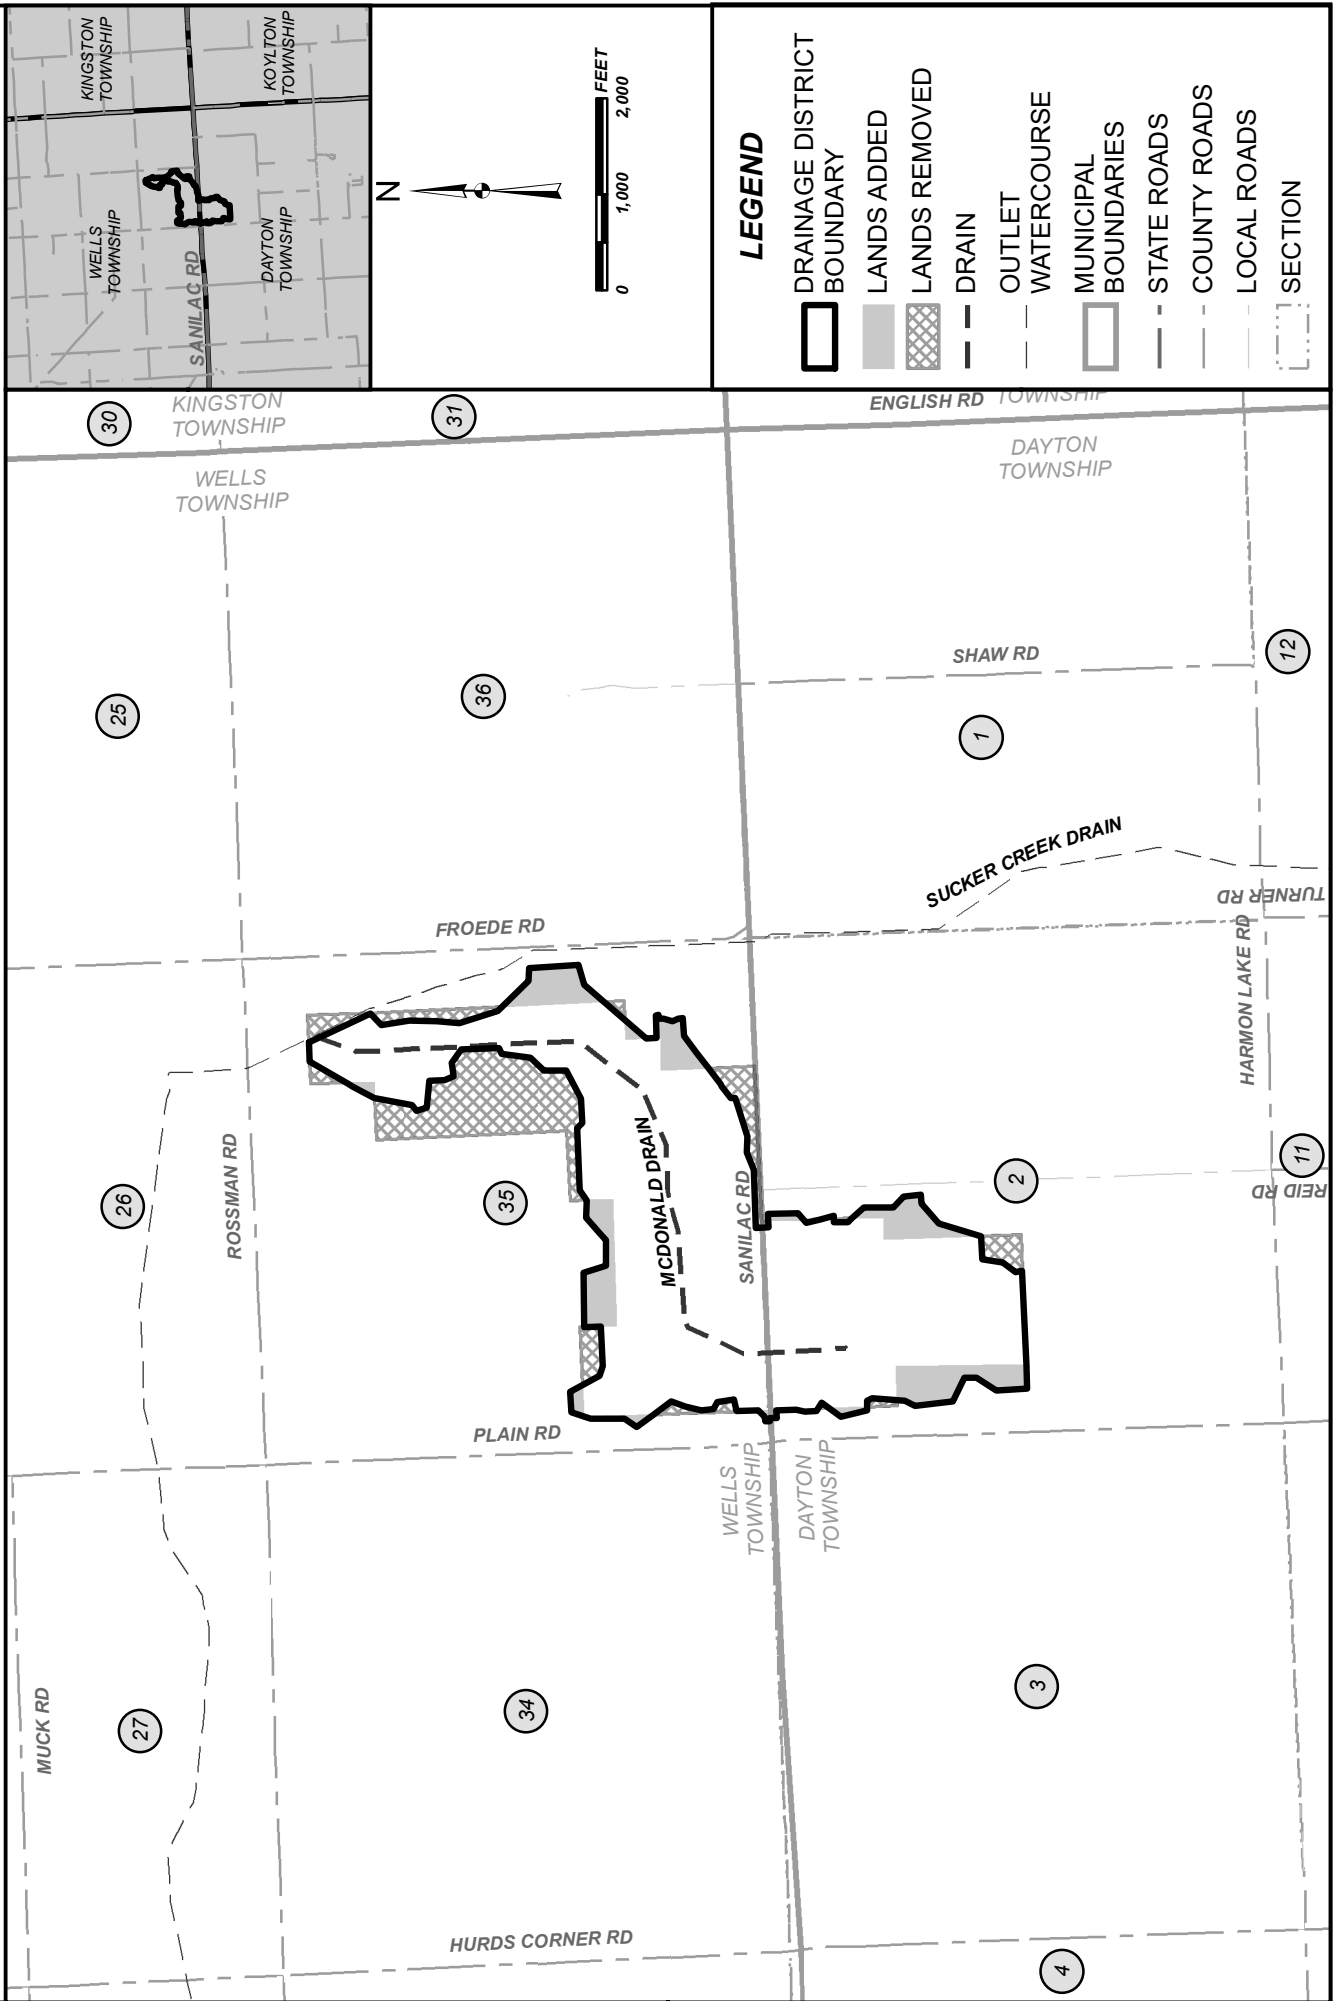 KINGSTON
TOWNSHIP
KOYLTON
TOWNSHIP
WELLS
TOWNSHIP
DAYTON
TOWNSHIP
SANILAC RD
N
FEET
0
1,000
2,000
LEGEND
DRAINAGE DISTRICT
BOUNDARY
LANDS ADDED
LANDS REMOVED
DRAIN
OUTLET
WATERCOURSE
MUNICIPAL
BOUNDARIES
STATE ROADS
COUNTY ROADS
LOCAL ROADS
SECTION
30
KINGSTON
TOWNSHIP
31
ENGLISH RD
TOWNSHIP
WELLS
TOWNSHIP
DAYTON
TOWNSHIP
25
36
SHAW RD
12
1
SUCKER CREEK DRAIN
FROEDE RD
TURNER RD
HARMON LAKE RD
26
ROSSMAN RD
35
MCDONALD DRAIN
SANILAC RD
2
11
REID RD
PLAIN RD
WELLS
TOWNSHIP
DAYTON
TOWNSHIP
MUCK RD
27
34
3
HURDS CORNER RD
4